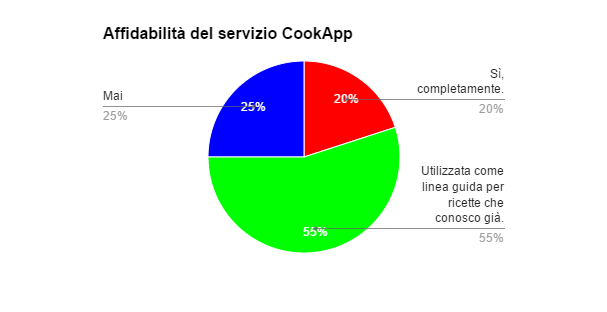 Affidabilità del servizio CookApp
Mai
25%
25%
20%
Sì,
completamente.
20%
Utilizzata come
linea guida per
ricette che
conosco già.
55%
55%